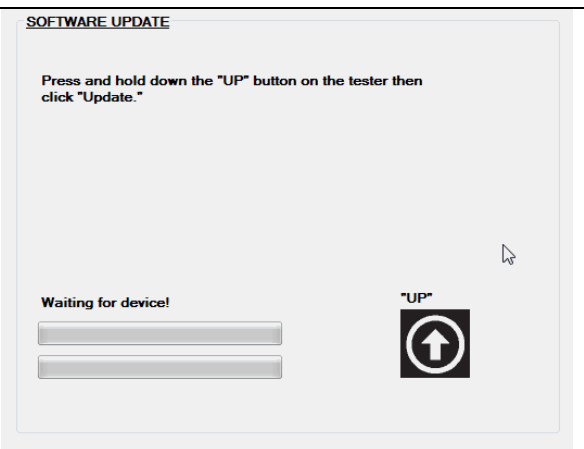 SOFTWARE UPDATE
Press and hold down the "UP" button on the tester then
click "Update."
Waiting for device!
"UP"